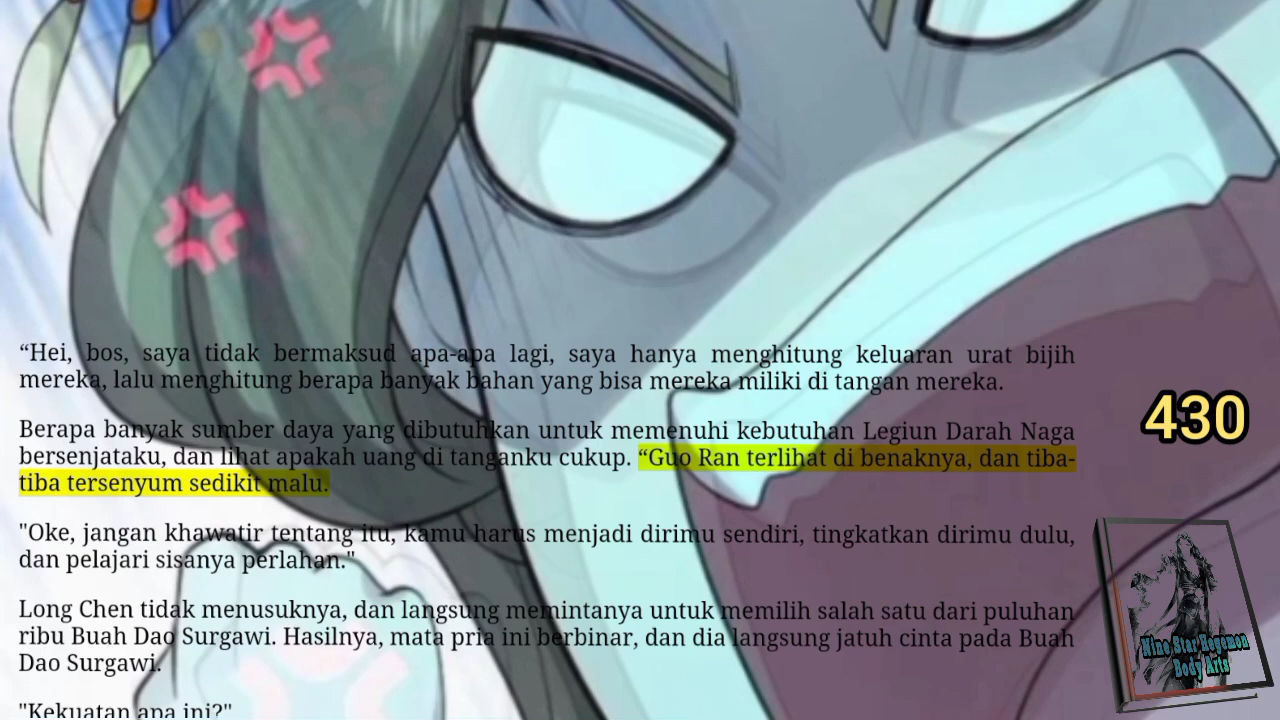 “Hei, bos, saya tidak bermaksud apa-apa lagi, saya hanya menghitung keluaran urat bijih
mereka, lalu menghitung berapa banyak bahan yang bisa mereka miliki di tangan mereka.
Berapa banyak sumber daya yang dibutuhkan untuk memenuhi kebutuhan Legiun Darah Naga
bersenjataku, dan lihat apakah uang di tanganku cukup. “Guo Ran terlihat di benaknya, dan tiba-
tiba tersenyum sedikit malu.
"Oke, jangan khawatir tentang itu, kamu harus menjadi dirimu sendiri, tingkatkan dirimu dulu,
dan pelajari sisanya perlahan."
Long Chen tidak menusuknya, dan langsung memintanya untuk memilih salah satu dari puluhan
ribu Buah Dao Surgawi. Hasilnya, mata pria ini berbinar, dan dia langsung jatuh cinta pada Buah
Dao Surgawi.
"Kekuatan apa ini?"
430
Nine Star Hegemon
Body Arts